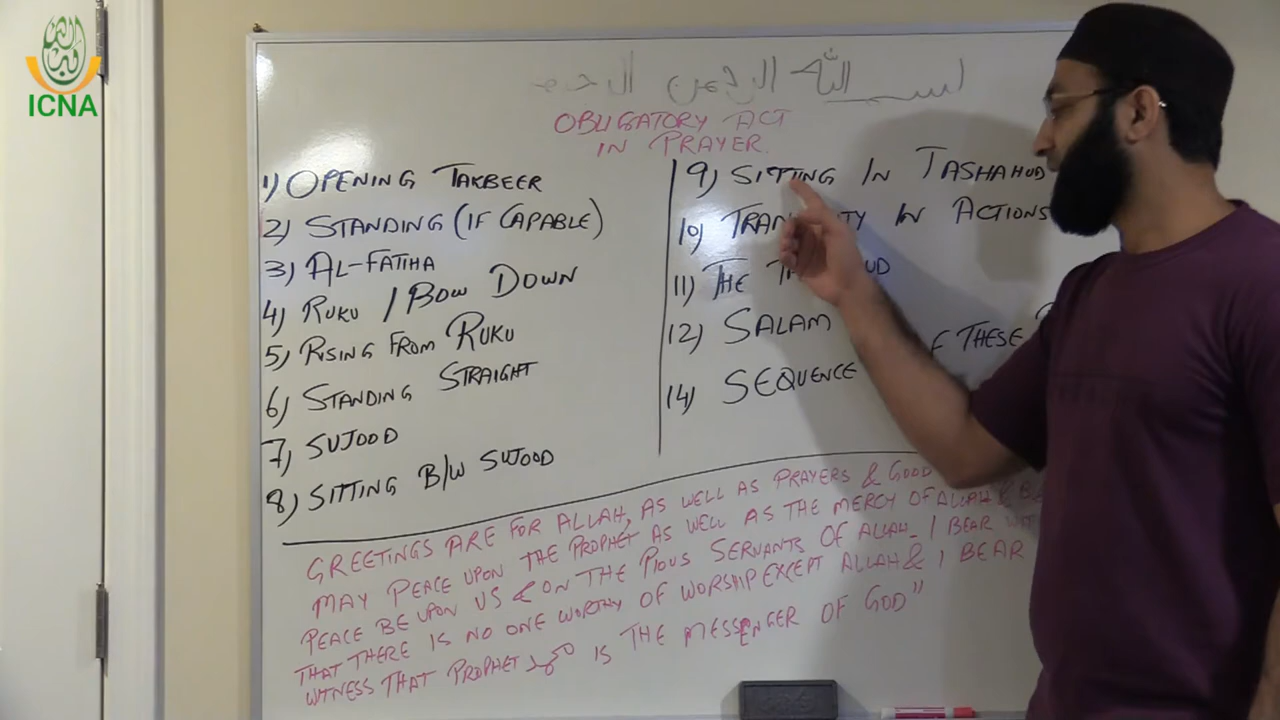 ICNA
بسم الله الرحمن الرحيم
OBLIGATORY ACT
IN PRAYER.
1) OPENING TAKBEER
2) STANDING (IF CAPABLE)
3) AL-FATIHA
4) RUKU / BOW DOWN
5) RISING FROM RUKU
6) STANDING STRAIGHT
7) SUJOOD
8) SITTING B/W SUJOOD
9) SITTING IN TASHAHUD
10) IN ACTIONS
11) THE
12) SALAM
14) SEQUENCE OF THESE
GREETINGS ARE FOR ALLAH, AS WELL AS PRAYERS & GOOD
MAY PEACE UPON THE PROPHET AS WELL AS THE MERCY OF ALLAH &
PEACE BE UPON US & ON THE PIOUS SERVANTS OF ALLAH_ I BEAR
THAT THERE IS NO ONE WORTHY OF WORSHIP EXCEPT ALLAH & I BEAR
WITNESS THAT PROPHET IS THE MESSENGER OF GOD"